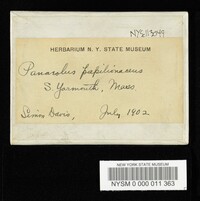 NYSf3099
HERBARIUM N. Y. STATE MUSEUM
Panaeolus papilionaceus
S. Yarmouth, Mass
Simon Davis, July 1902
NEW YORK STATE MUSEUM
NYSM 0 000 011 363